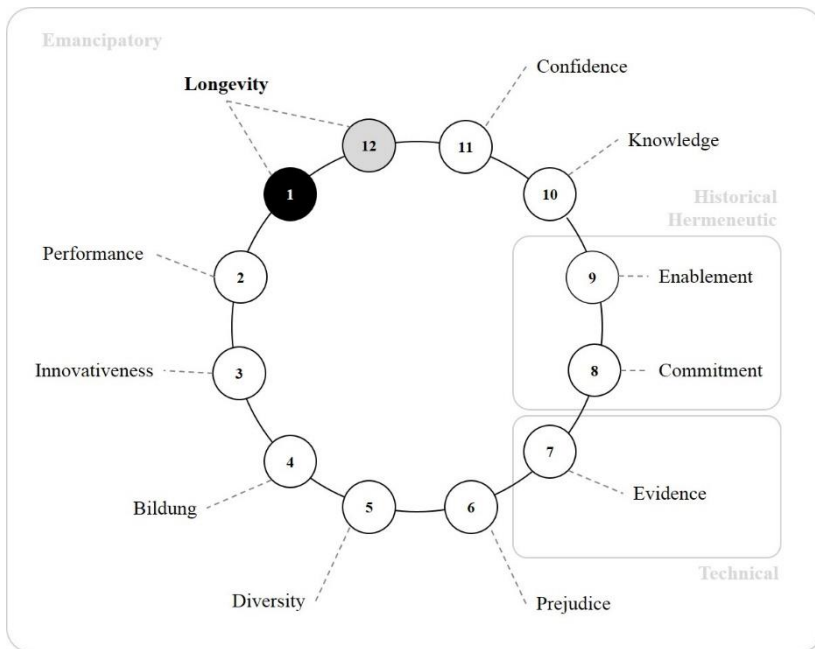 Emancipatory
Confidence
Longevity
12
11
Knowledge
1
10
Historical
Hermeneutic
Performance
2
9
Enablement
Innovativeness
3
8
Commitment
4
7
Bildung
5
6
Evidence
Technical
Diversity
Prejudice